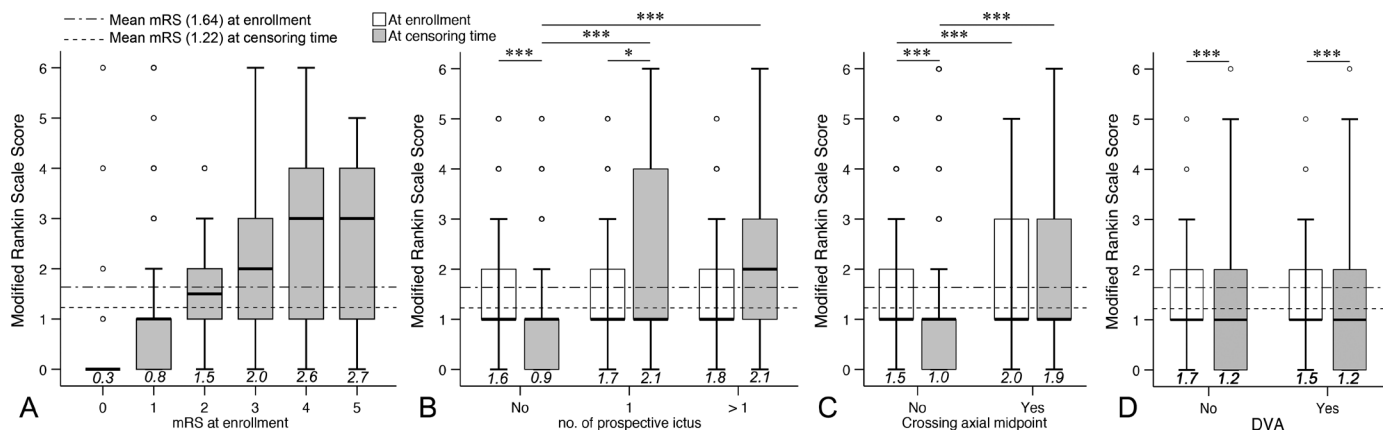 Mean mRS (1.64) at enrollment
Mean mRS (1.22) at censoring time
At enrollment
At censoring time
Modified Rankin Scale Score
6
5
4
3
2
1
0
0.3 0.8 1.5 2.0 2.6 2.7
0 1 2 3 4 5
mRS at enrollment
A
***
***
*** *
Modified Rankin Scale Score
6
5
4
3
2
1
0
1.6 0.9 1.7 2.1 1.8 2.1
No 1 >1
no. of prospective ictus
B
***
***
***
Modified Rankin Scale Score
6
5
4
3
2
1
0
1.5 1.0 2.0 1.9
No Yes
Crossing axial midpoint
C
*** ***
Modified Rankin Scale Score
6
5
4
3
2
1
0
1.7 1.2 1.5 1.2
No Yes
DVA
D